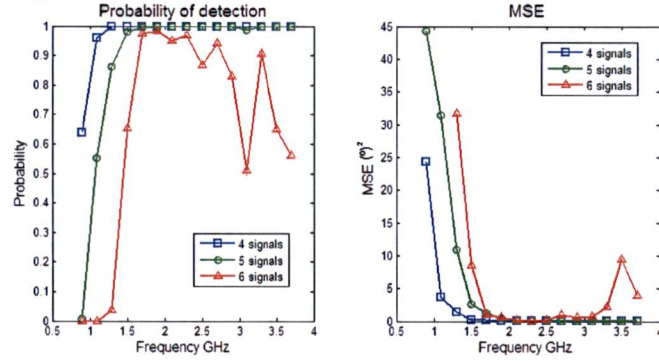 Probability of detection
1
0.9
0.8
0.7
0.6
0.5
0.4
0.3
0.2
0.1
0
Probability
0.5 1 1.5 2 2.5 3 3.5 4
Frequency GHz
4 signals
5 signals
6 signals
MSE
45
40
35
30
25
20
15
10
5
0
MSE (º)²
0.5 1 1.5 2 2.5 3 3.5
Frequency GHz
4 signals
5 signals
6 signals